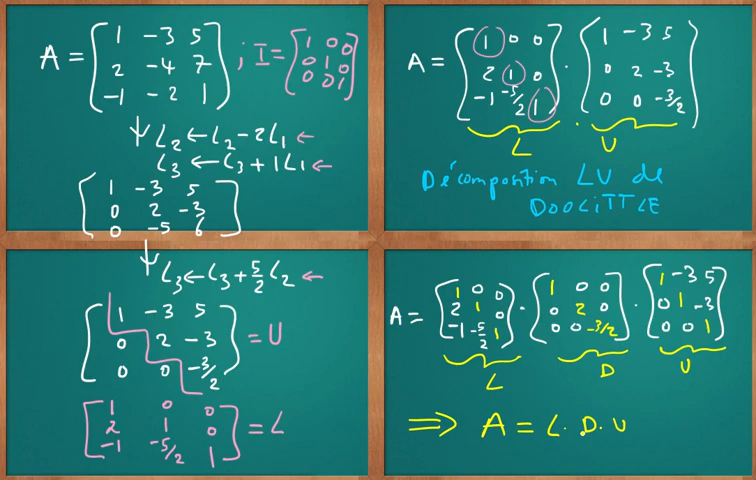 A = [ 1 -3 5 ; I = [ 1 0 0
2 -4 7 0 1 0
-1 -2 1 ] 0 0 1 ]
↓ L2 ← L2 - 2L1 ←
L3 ← L3 + 1L1 ←
[ 1 -3 5
0 2 -3
0 -5 6 ]
A = [ 1 0 0 . [ 1 -3 5
2 1 0 0 2 -3
-1 -5/2 1 ] 0 0 -3/2 ]
L . U
Décomposition LU de
DOOLiTTLE
↓ L3 ← L3 + 5/2 L2 ←
[ 1 -3 5
0 2 -3 = U
0 0 -3/2 ]
[ 1 0 0
2 1 0 = L
-1 -5/2 1 ]
A = [ 1 0 0 . [ 1 0 0 . [ 1 -3 5
2 1 0 0 2 0 0 1 -3
-1 -5/2 1 ] 0 0 -3/2 ] 0 0 1 ]
L D U
⟹ A = L . D . U